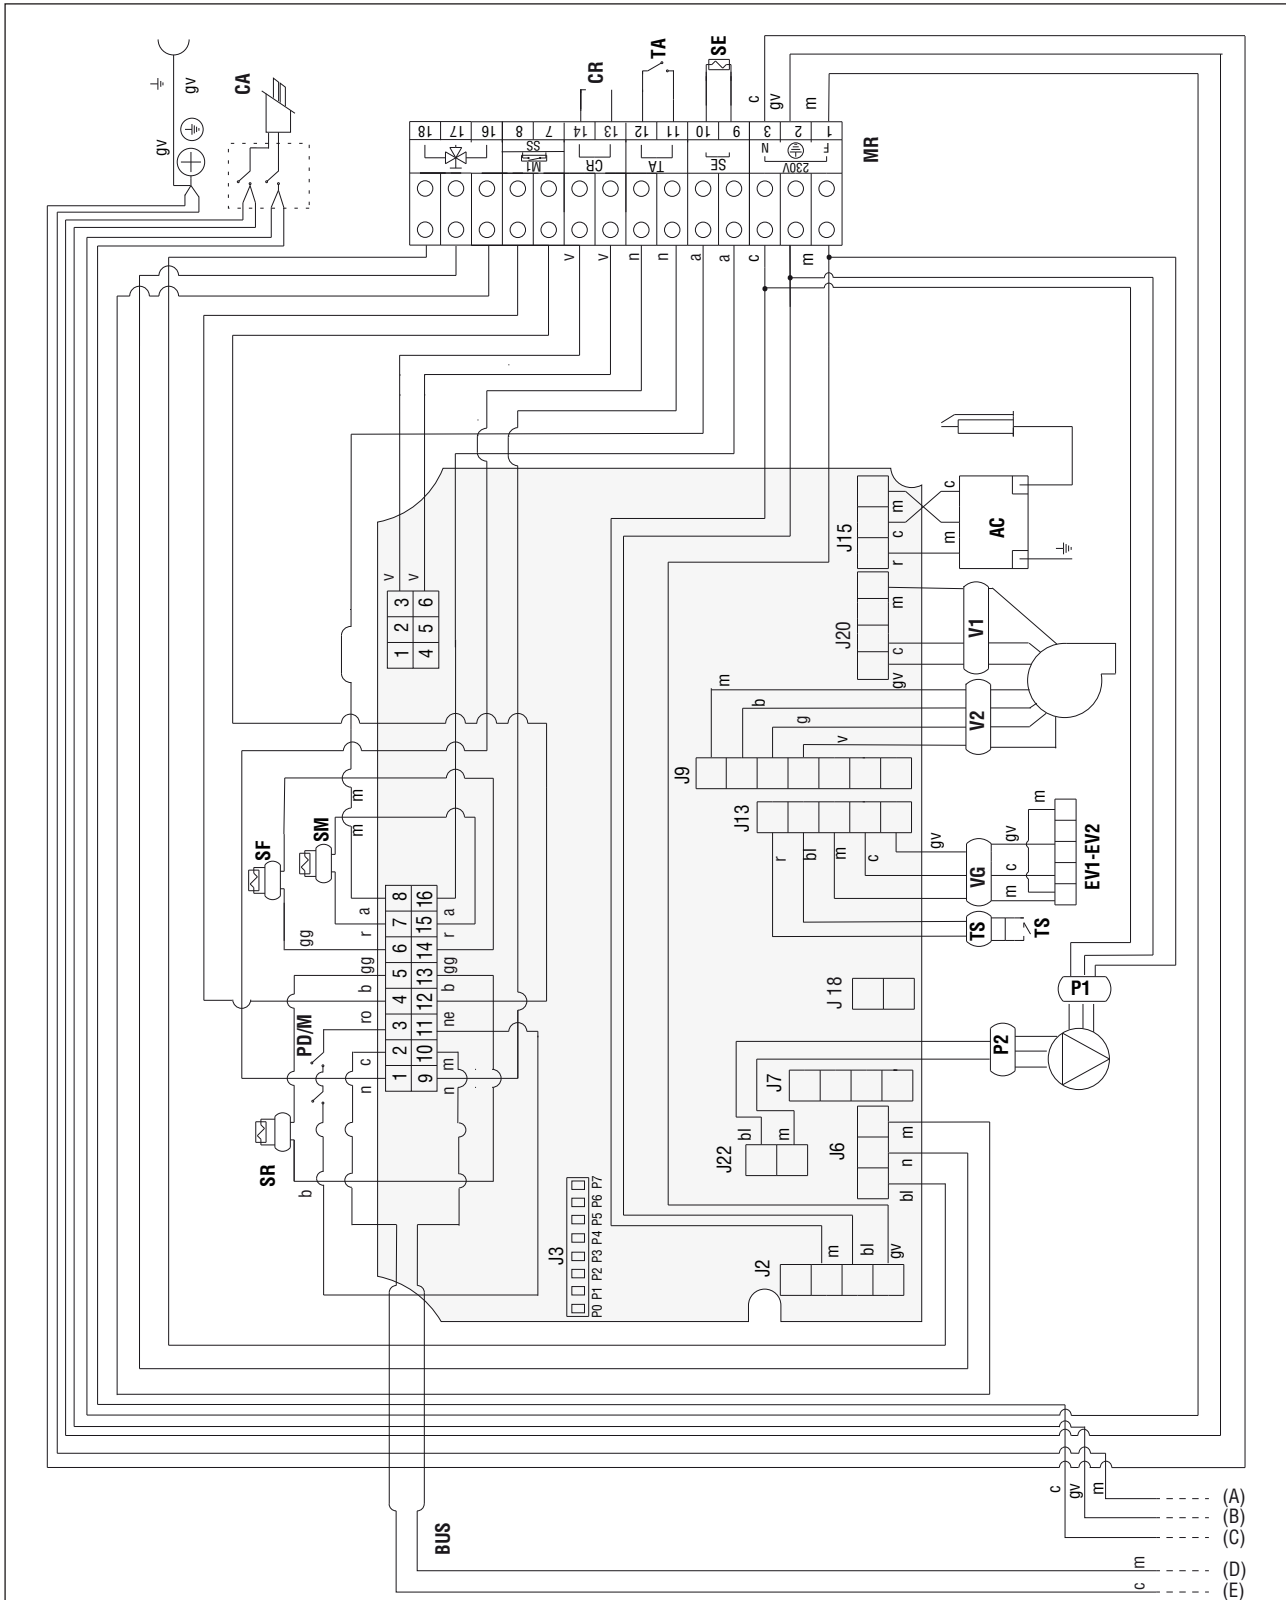 gv
gv
CA
CR
TA
SE
c
gv
m
18 17 16 8 7 14 13 12 11 10 9 3 2 1
SS
M1
CR
TA
SE
N F
230V
MR
v v n n a a c m
v
v
3 6
2 5
1 4
J15
m
c
r
c
m
AC
J20
m
c
gv
V1
m
b
g
v
V2
J9
J13
r
bl
m
c
gv
VG
gv
c
m
m
EV1-EV2
TS
TS
SF
SM
m
m
gg
a
r
gg
b
ro
c
n
8 16
7 15
6 14
5 13
4 12
3 11
2 10
1 9
a
r
gg
b
ne
m
n
PD/M
SR
b
J18
P1
P2
J7
J22
bl
m
J6
m
n
bl
J3
P0 P1 P2 P3 P4 P5 P6 P7
J2
m
bl
gv
BUS
c
gv
m
(A)
(B)
(C)
m
(D)
c
(E)